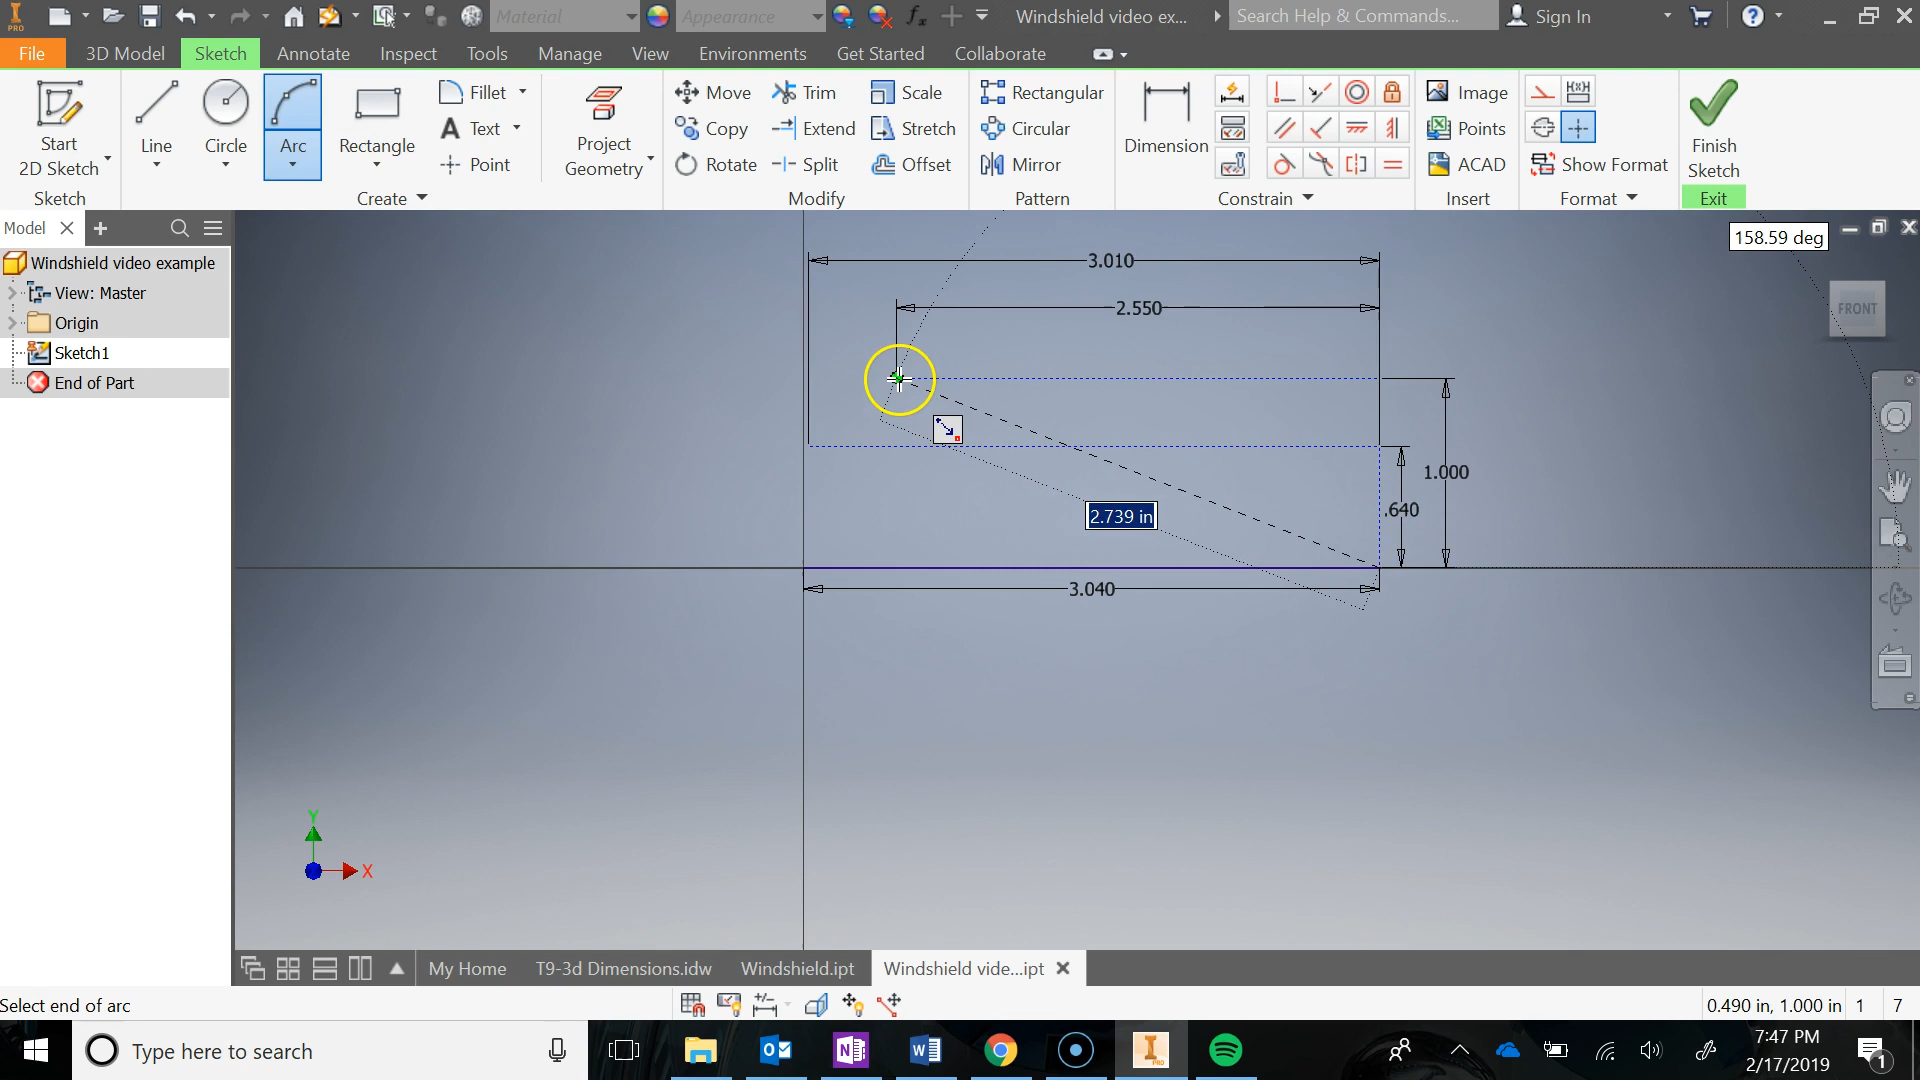 PRO
Material
Appearance
fx
Windshield video ex...
Search Help & Commands...
Sign In
File
3D Model
Sketch
Annotate
Inspect
Tools
Manage
View
Environments
Get Started
Collaborate
Start
2D Sketch
Line
Circle
Arc
Rectangle
Fillet
Text
Point
Project
Geometry
Move
Copy
Rotate
Trim
Extend
Split
Scale
Stretch
Offset
Rectangular
Circular
Mirror
Dimension
Image
Points
ACAD
Show Format
Finish
Sketch
Sketch
Create
Modify
Pattern
Constrain
Insert
Format
Exit
Model
Windshield video example
View: Master
Origin
Sketch1
End of Part
158.59 deg
FRONT
3.010
2.550
1.000
.640
2.739 in
3.040
Y
X
My Home
T9-3d Dimensions.idw
Windshield.ipt
Windshield vide...ipt
Select end of arc
0.490 in, 1.000 in
1
7
Type here to search
7:47 PM
2/17/2019
1